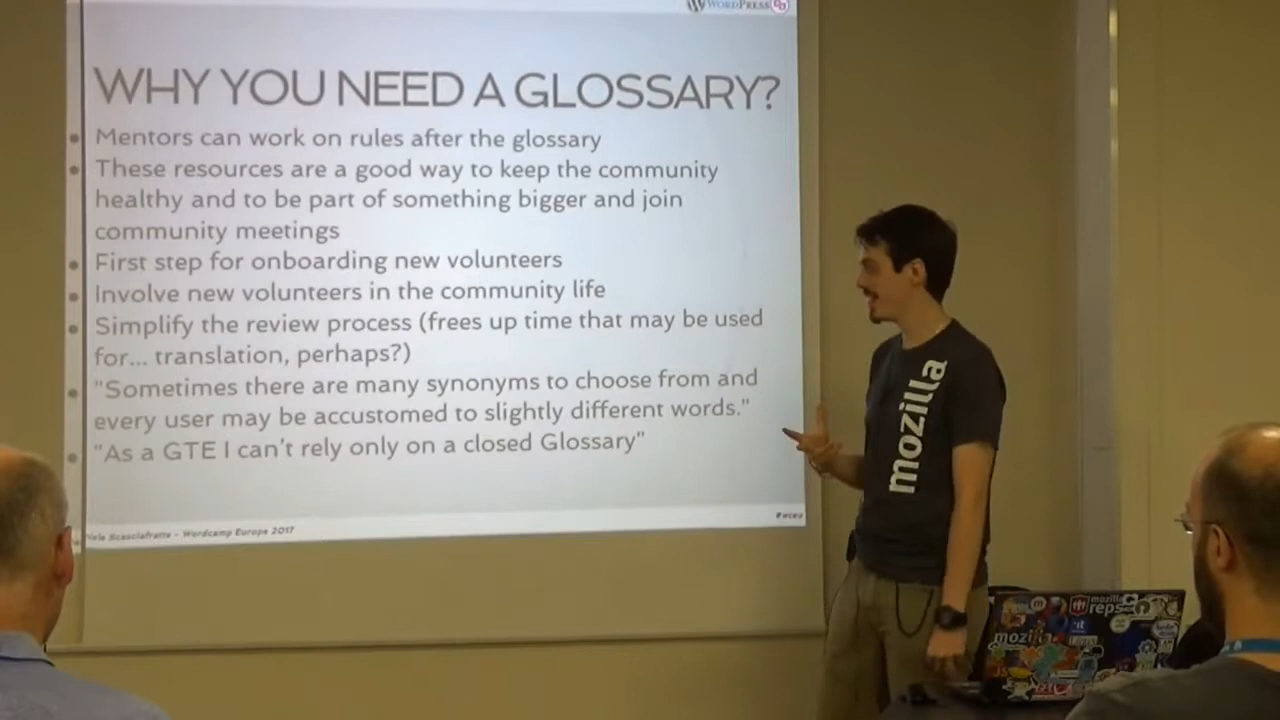 WORDPRESS
WHY YOU NEED A GLOSSARY?
Mentors can work on rules after the glossary
These resources are a good way to keep the community
healthy and to be part of something bigger and join
community meetings
First step for onboarding new volunteers
Involve new volunteers in the community life
Simplify the review process (frees up time that may be used
for... translation, perhaps?)
"Sometimes there are many synonyms to choose from and
every user may be accustomed to slightly different words."
"As a GTE I can't rely only on a closed Glossary"
Scasciafratte - Wordcamp Europe 2017
#wceu
mozilla
mozilla
reps
mozilla
JS